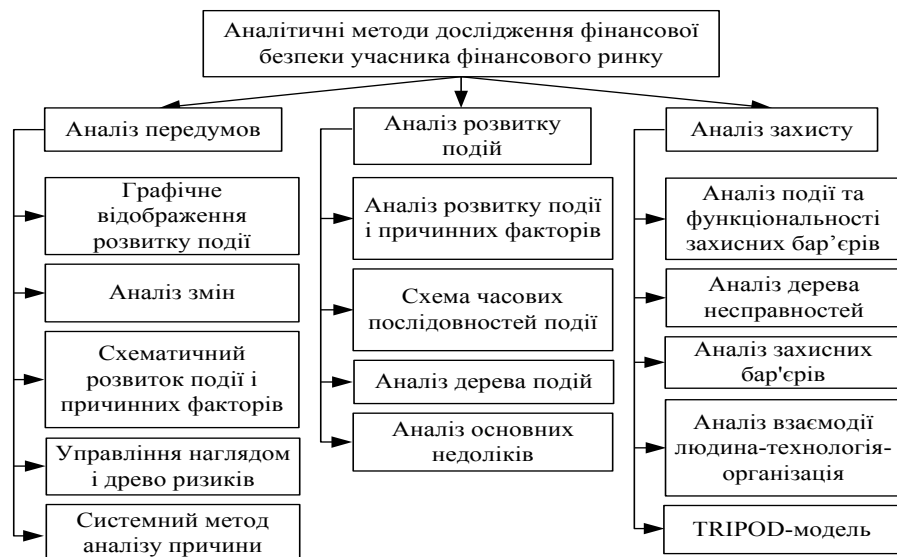 Аналітичні методи дослідження фінансової
безпеки учасника фінансового ринку
Аналіз передумов
Графічне
відображення
розвитку події
Аналіз змін
Схематичний
розвиток події і
причинних факторів
Управління наглядом
і древо ризиків
Системний метод
аналізу причини
Аналіз розвитку
подій
Аналіз розвитку події
і причинних факторів
Схема часових
послідовностей події
Аналіз дерева подій
Аналіз основних
недоліків
Аналіз захисту
Аналіз події та
функціональності
захисних бар’єрів
Аналіз дерева
несправностей
Аналіз захисних
бар'єрів
Аналіз взаємодії
людина-технологія-
організація
TRIPOD-модель